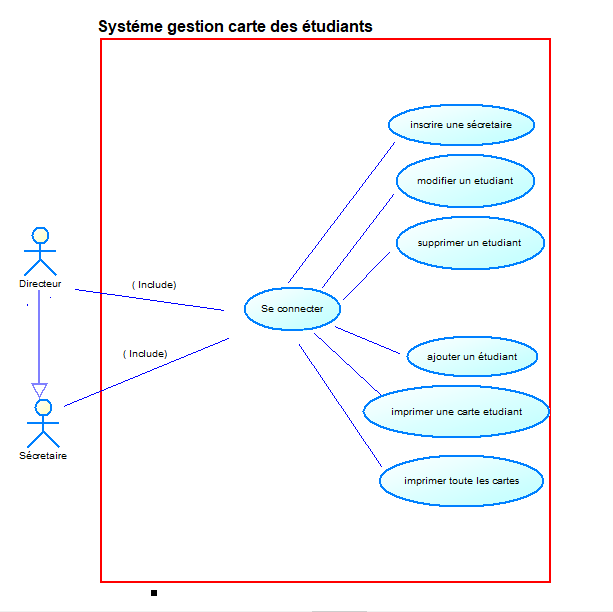 Systéme gestion carte des étudiants
inscrire une sécretaire
modifier un etudiant
supprimer un etudiant
Directeur
( Include)
Se connecter
( Include)
ajouter un étudiant
imprimer une carte etudiant
Sécretaire
imprimer toute les cartes